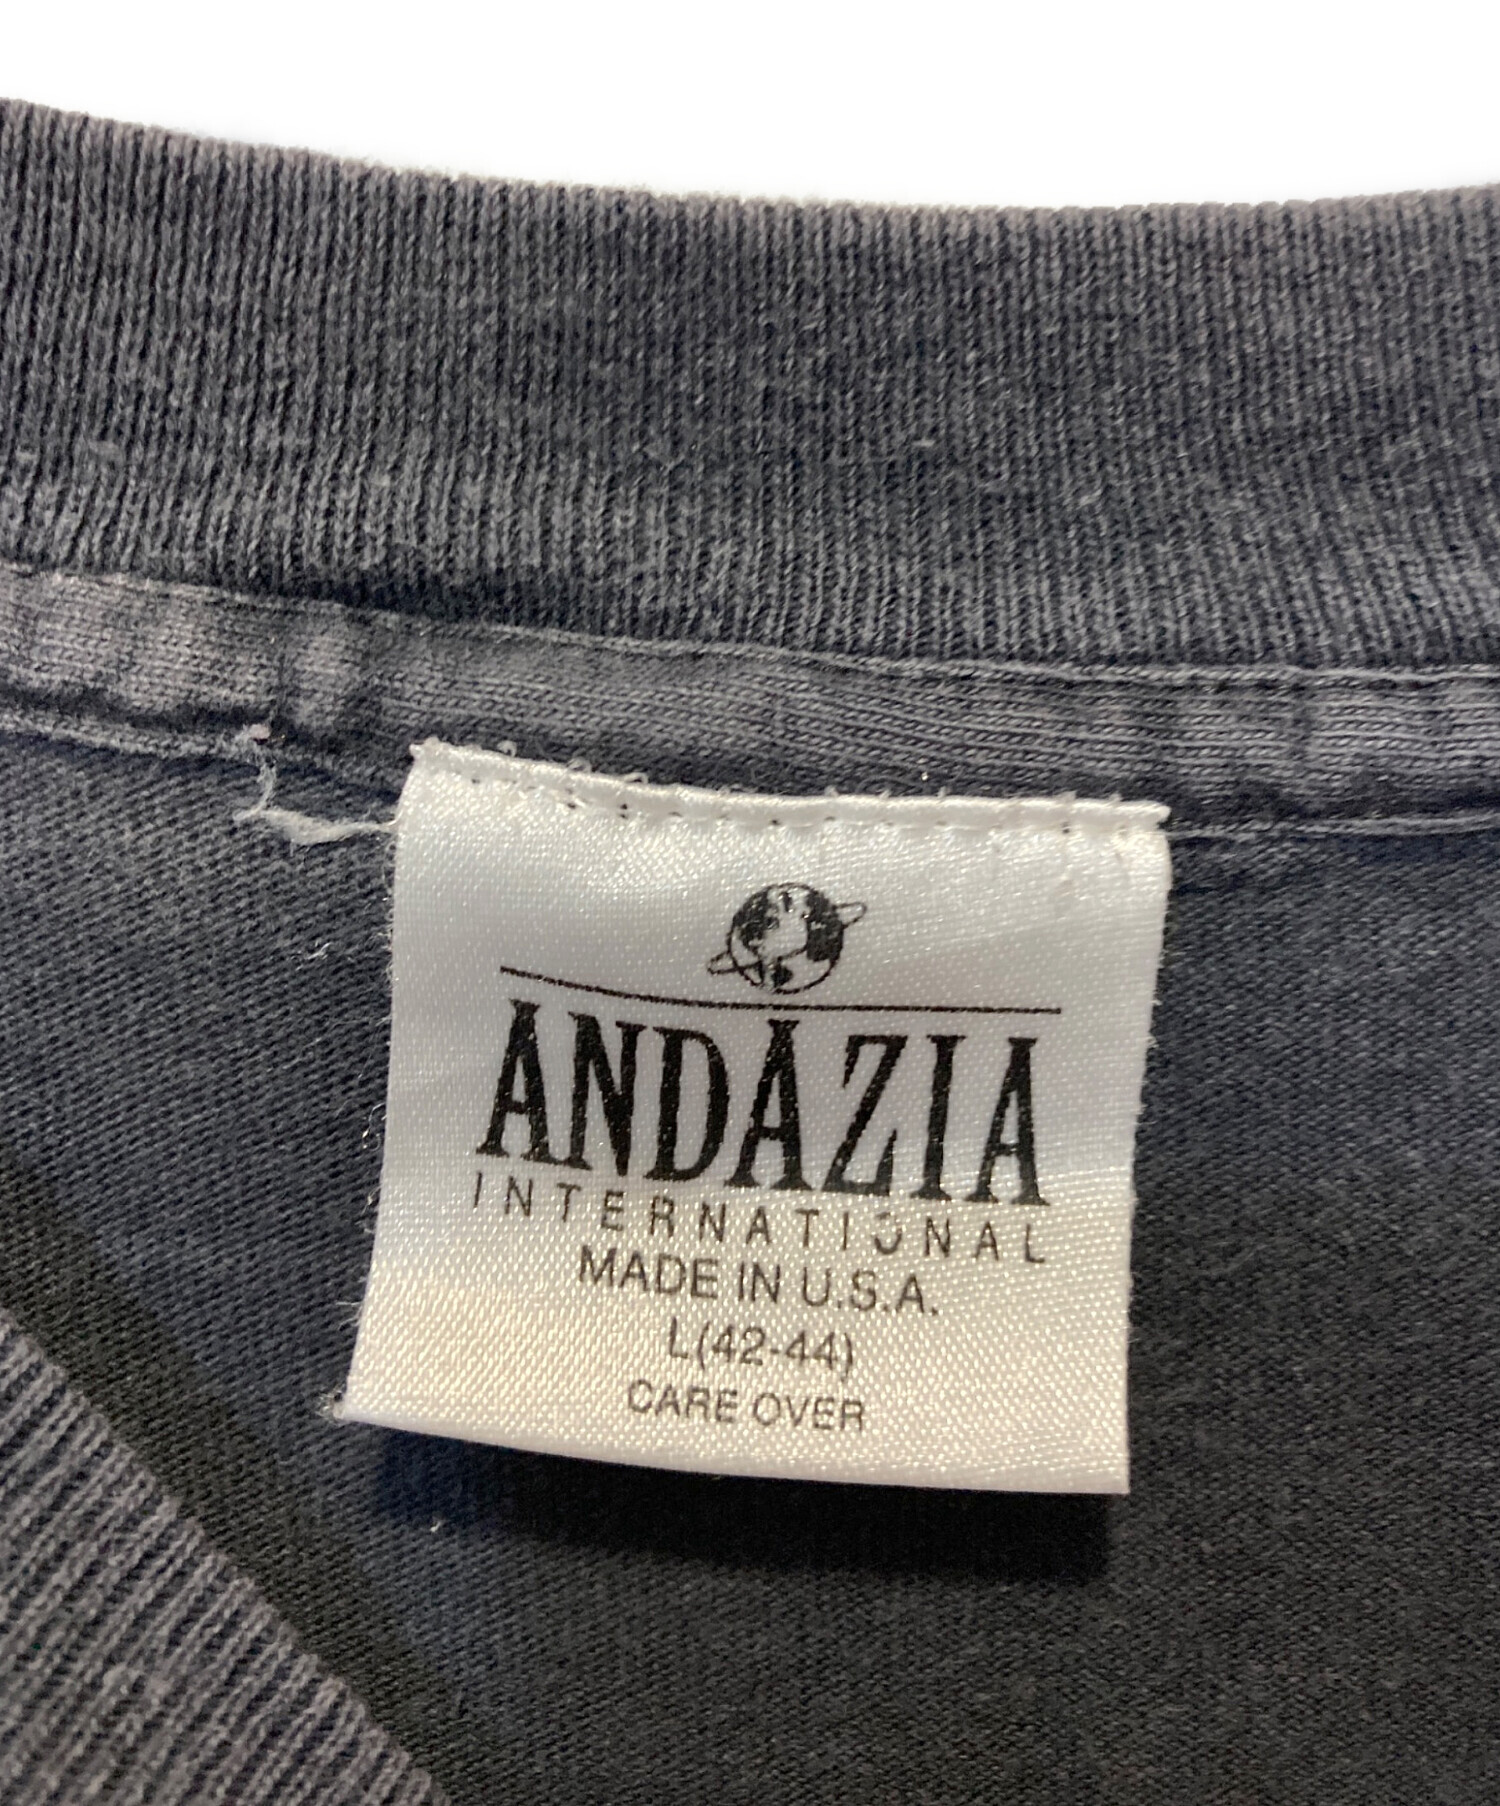 ANDAZIA
INTERNATIONAL
MADE IN U.S.A.
L(42-44)
CARE OVER